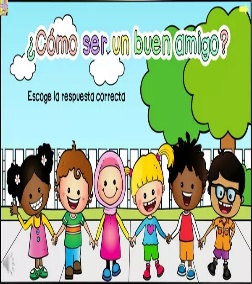 ¿Cómo ser un buen amigo?
Escoge la respuesta correcta